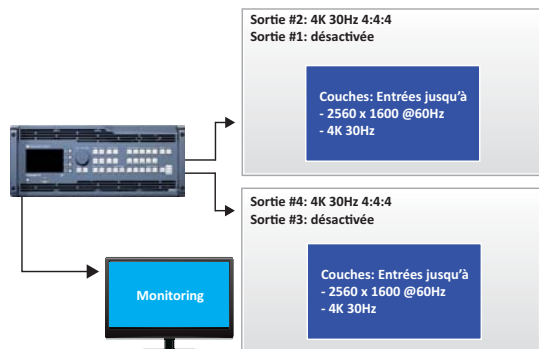 Sortie #2: 4K 30Hz 4:4:4
Sortie #1: désactivée
Couches: Entrées jusqu'à
- 2560 x 1600 @60Hz
- 4K 30Hz
Sortie #4: 4K 30Hz 4:4:4
Sortie #3: désactivée
Couches: Entrées jusqu'à
- 2560 x 1600 @60Hz
- 4K 30Hz
Monitoring